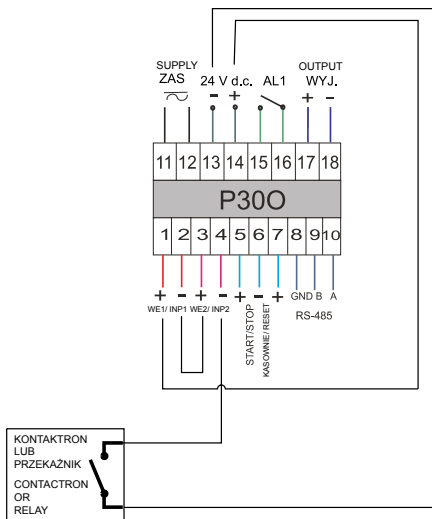 SUPPLY
ZAS
24 V d.c.
AL1
OUTPUT
WYJ.
- + + -
11 12 13 14 15 16 17 18
P30O
1 2 3 4 5 6 7 8 9 10
+ - + - + - +
WE1/ INP1 WE2/ INP2
START/STOP
KASOWNIE/ RESET
GND B A
RS-485
KONTAKTRON
LUB
PRZEKAŹNIK
CONTACTRON
OR
RELAY